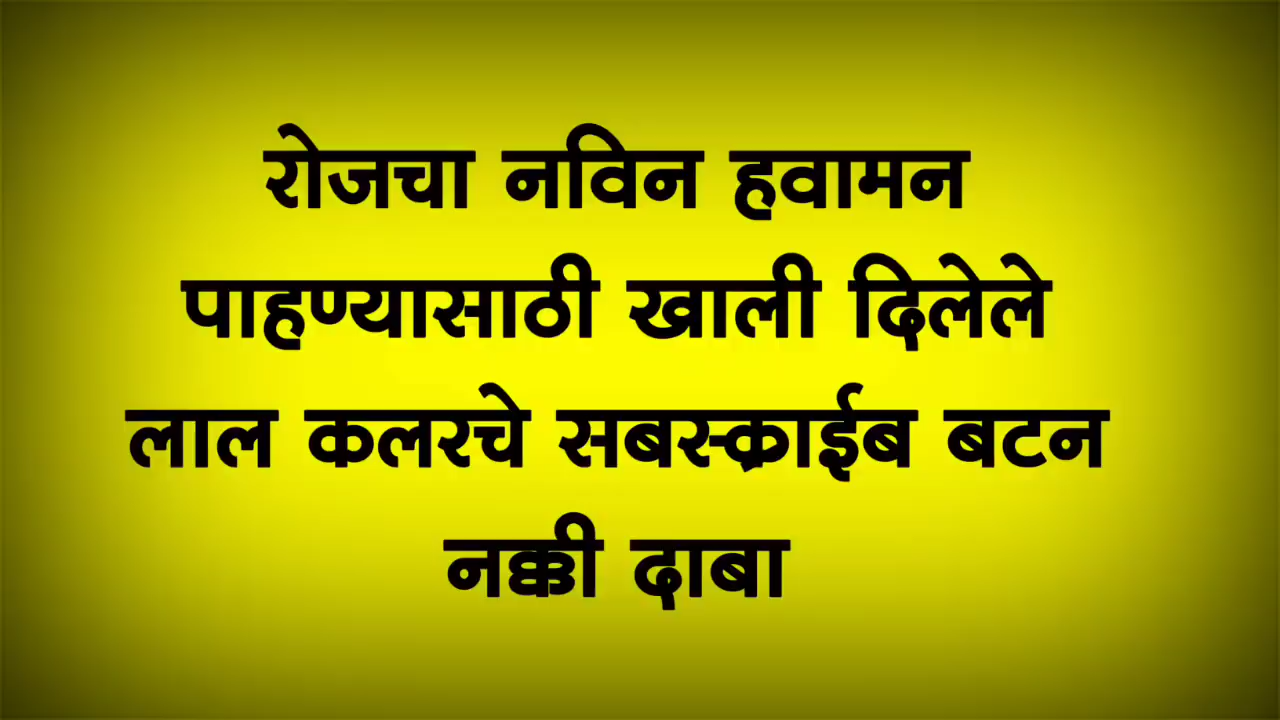 रोजचा नविन हवामन
पाहण्यासाठी खाली दिलेले
लाल कलरचे सबस्क्राईब बटन
नक्की दाबा